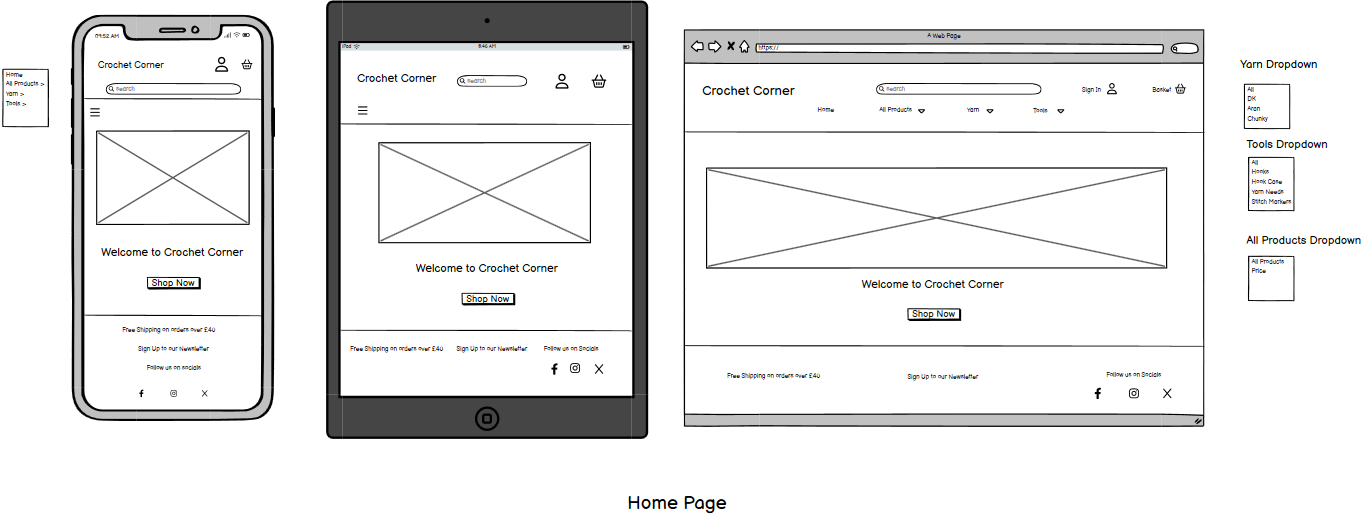 Home
All Products >
Yarn >
Tools >
09:52 AM
Crochet Corner
search
Welcome to Crochet Corner
Shop Now
Free Shipping on orders over £40
Sign Up to our Newsletter
Follow us on socials
iPad
8:46 AM
Crochet Corner
search
Welcome to Crochet Corner
Shop Now
Free Shipping on orders over £40
Sign Up to our Newsletter
Follow us on Socials
A Web Page
https://
Crochet Corner
search
Sign In
Basket
Home
All Products
Yarn
Tools
Welcome to Crochet Corner
Shop Now
Free Shipping on orders over £40
Sign Up to our Newsletter
Follow us on Socials
Yarn Dropdown
All
DK
Aran
Chunky
Tools Dropdown
All
Hooks
Hook Case
Yarn Needs
Stitch Markers
All Products Dropdown
All Products
Price
Home Page